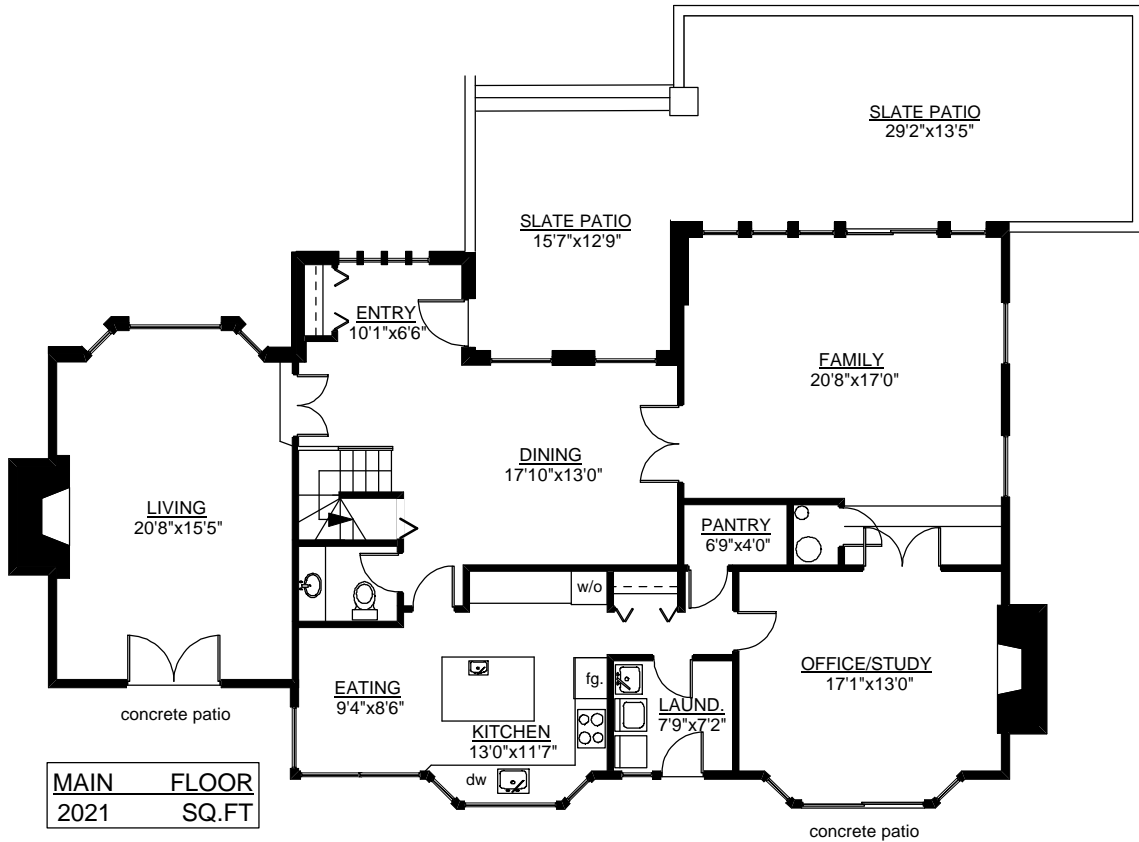 SLATE PATIO
29'2"x13'5"
SLATE PATIO
15'7"x12'9"
ENTRY
10'1"x6'6"
FAMILY
20'8"x17'0"
DINING
17'10"x13'0"
LIVING
20'8"x15'5"
PANTRY
6'9"x4'0"
w/o
OFFICE/STUDY
17'1"x13'0"
fg.
EATING
9'4"x8'6"
LAUND.
7'9"x7'2"
KITCHEN
13'0"x11'7"
dw
concrete patio
MAIN FLOOR
2021 SQ.FT
concrete patio